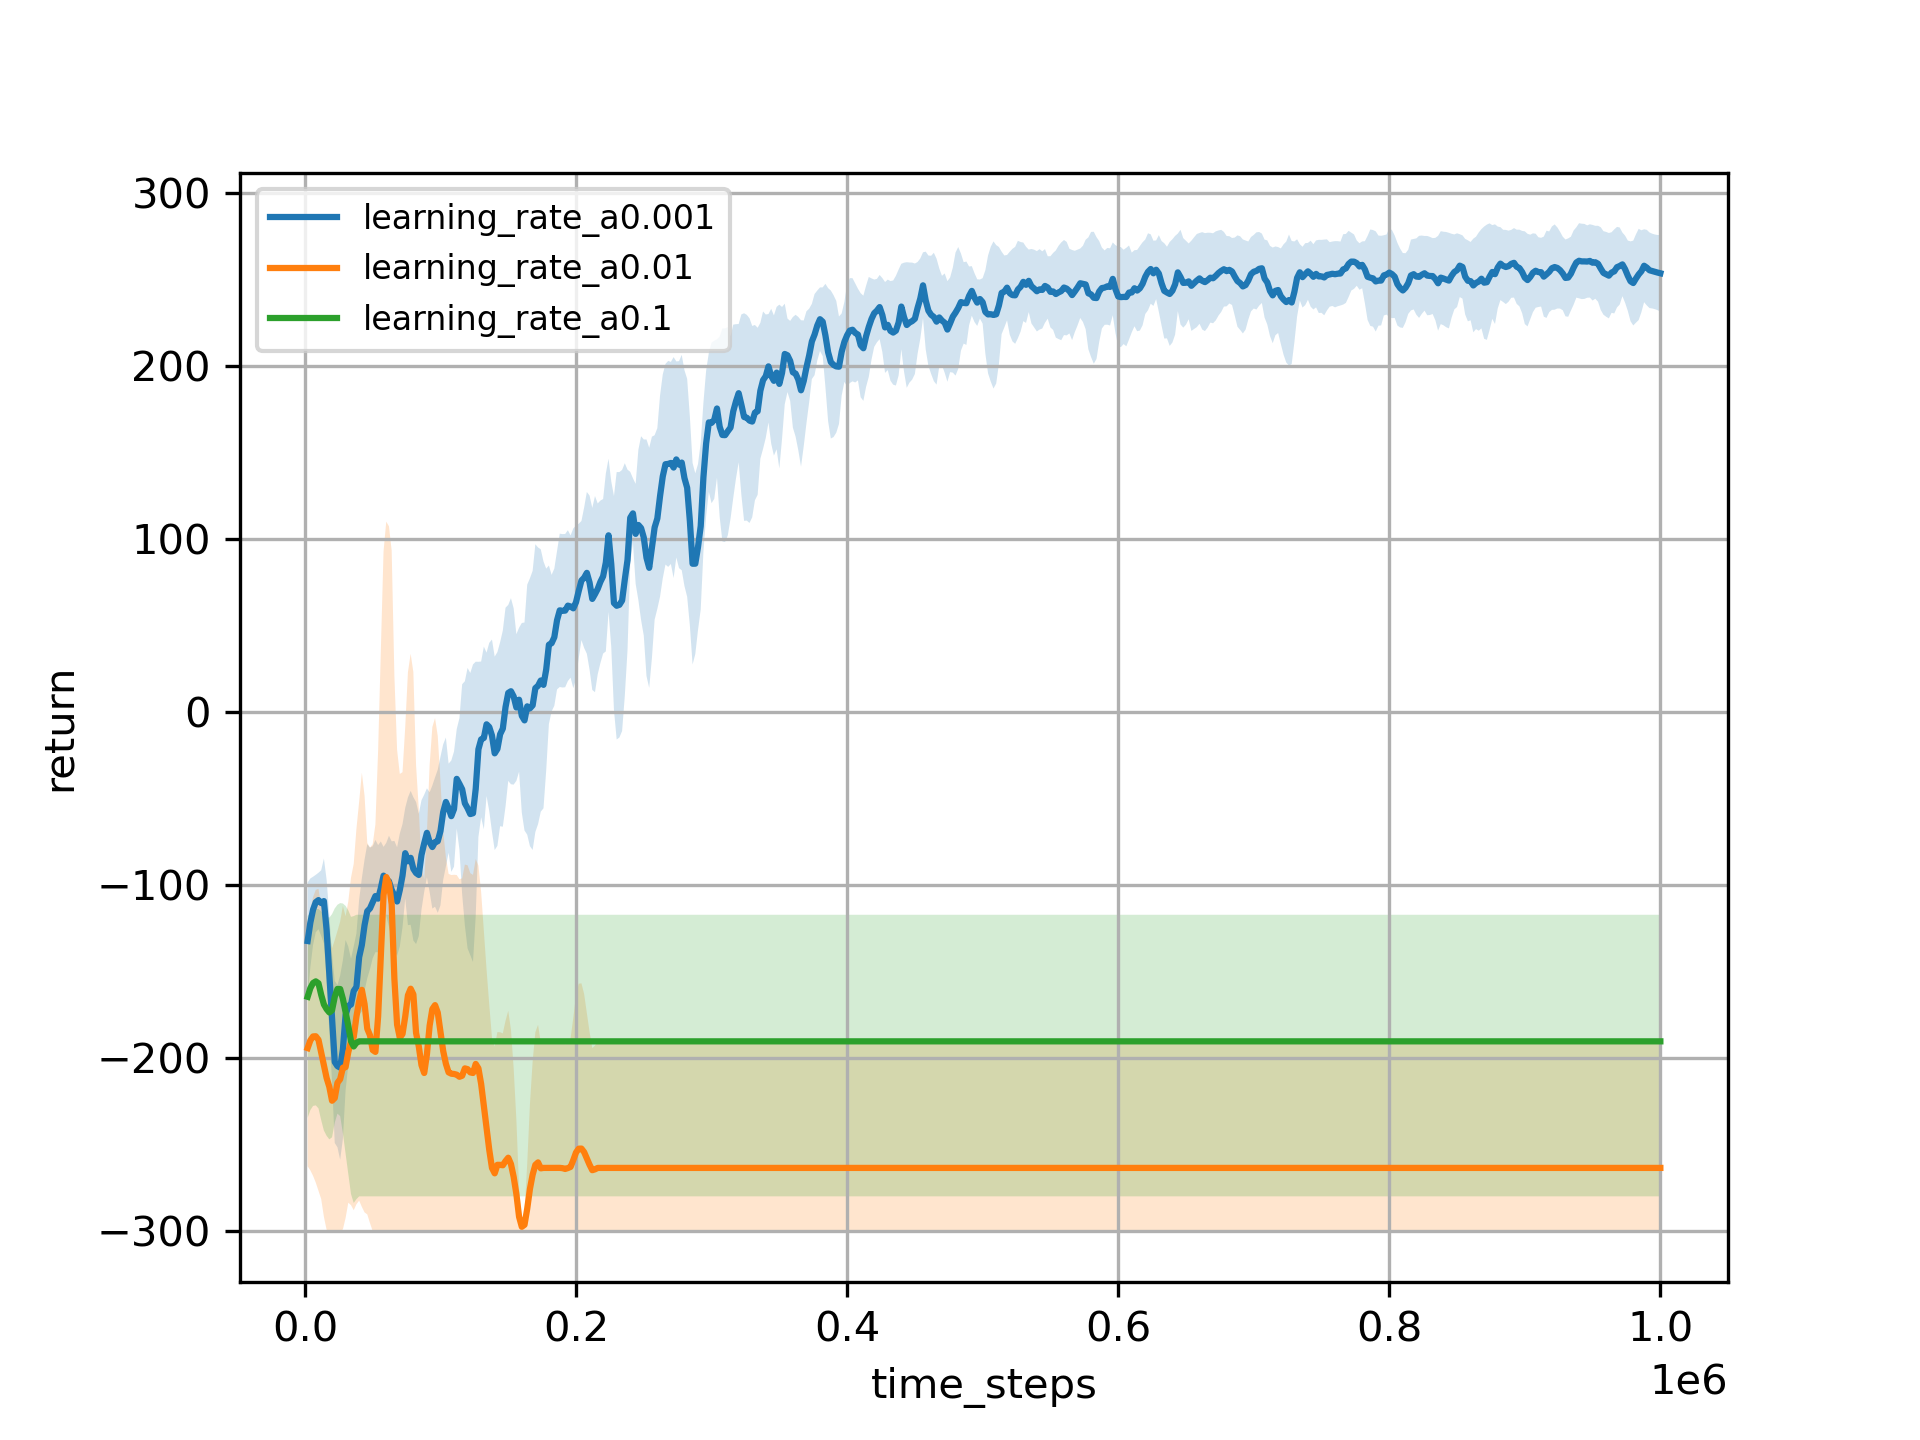 learning_rate_a0.001
learning_rate_a0.01
learning_rate_a0.1
300
200
100
0
−100
−200
−300
return
0.0 0.2 0.4 0.6 0.8 1.0
time_steps
1e6